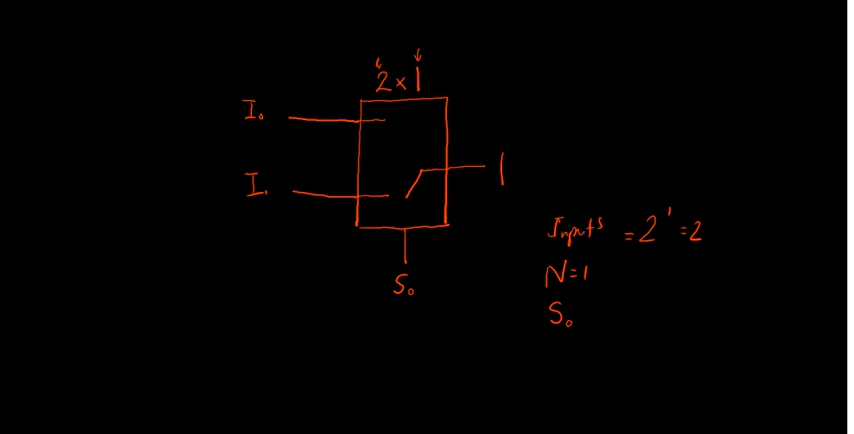 2 x 1
I₀
I₁
1
S₀
Inputs = 2¹ = 2
N = 1
S₀